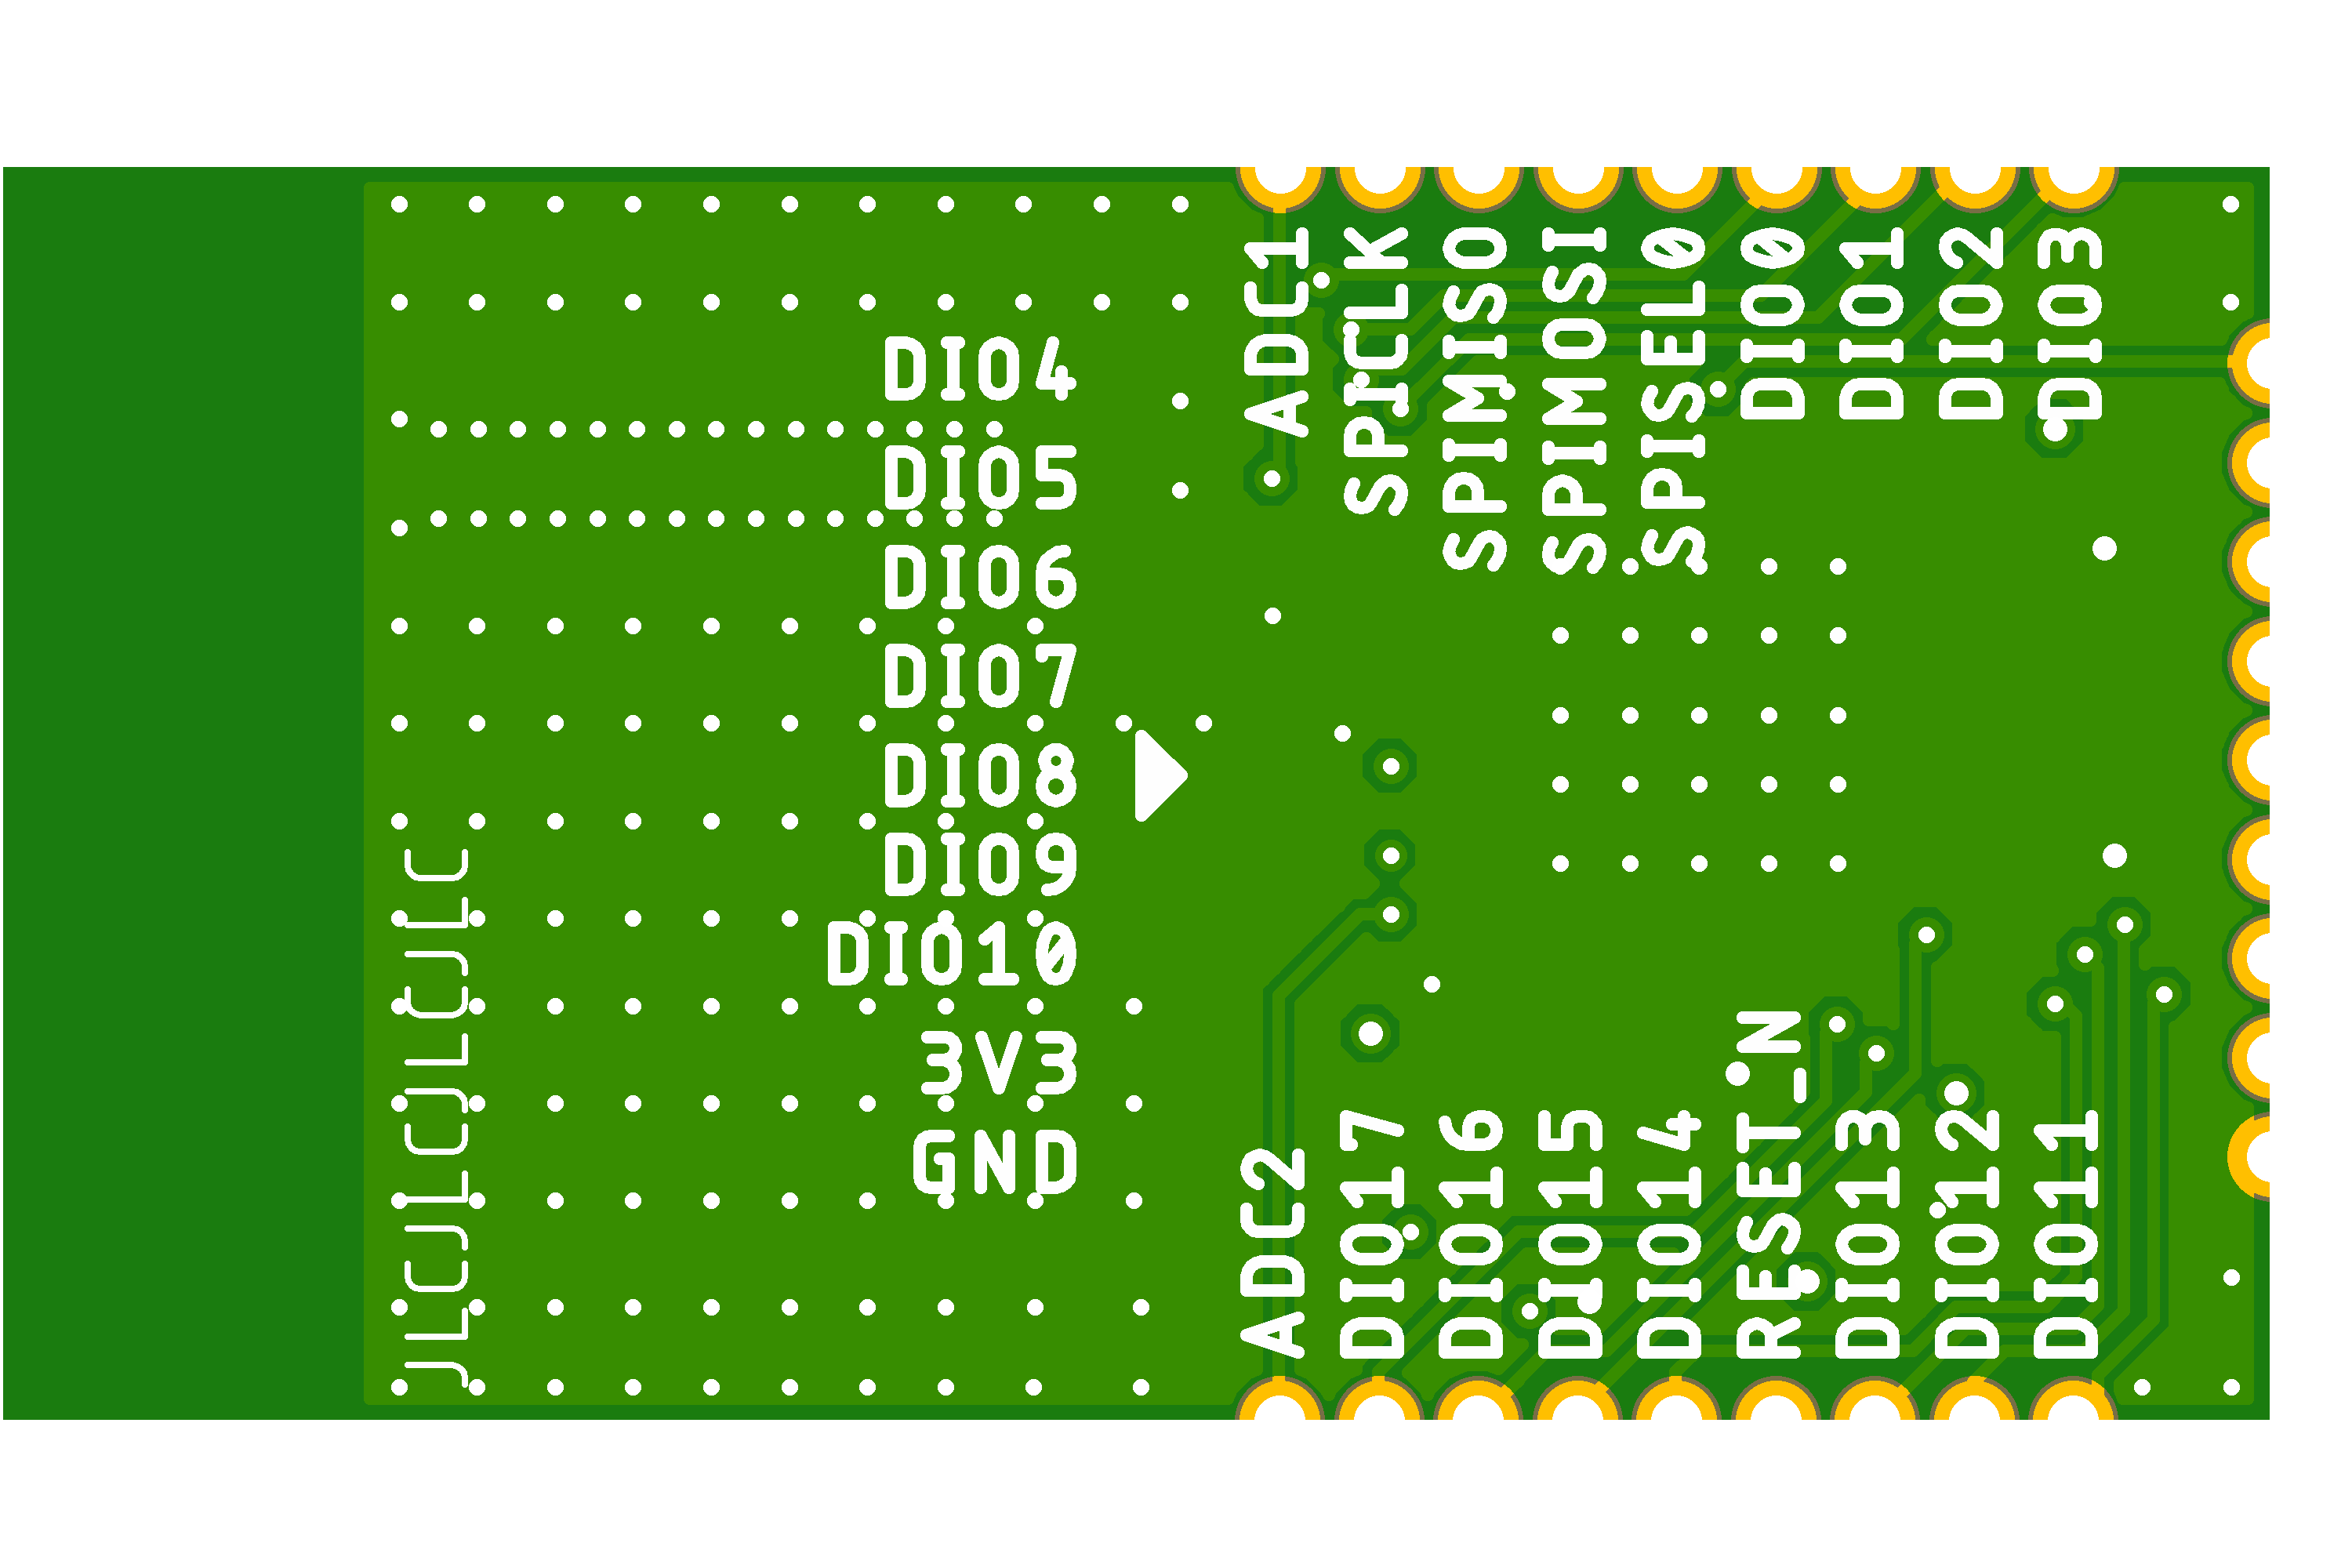 ADC1
SPICLK
SPIMISO
SPIMOSI
SPISEL0
DIO0
DIO1
DIO2
DIO3
DIO4
DIO5
DIO6
DIO7
DIO8
DIO9
DIO10
3V3
GND
JLCJLCJLCJLC
ADC2
DIO17
DIO16
DIO15
DIO14
RESET_N
DIO13
DIO12
DIO11